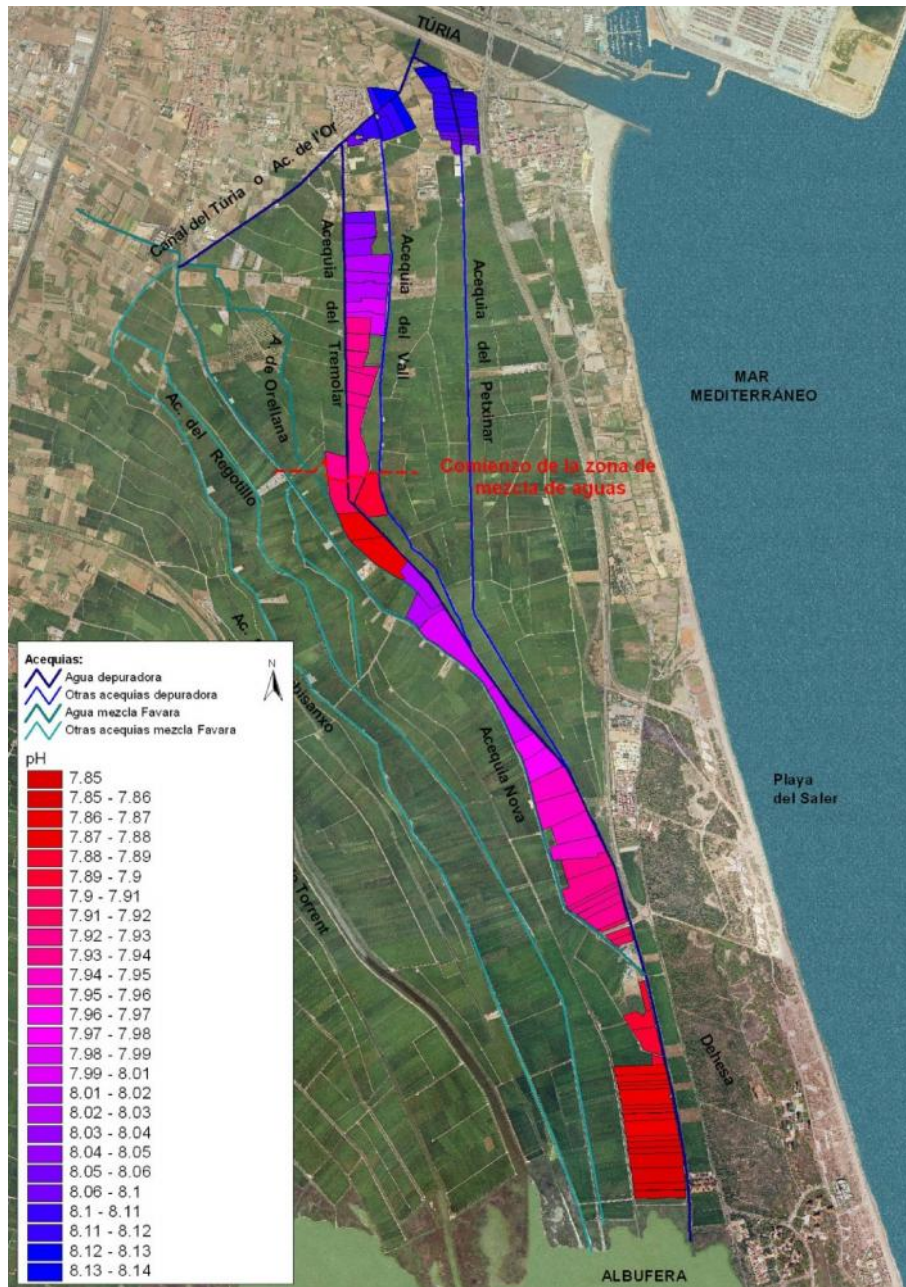 TÚRIA
Canal del Túria o Ac. de l'Or
Acequia del Tremolar
Acequia del Vall
Acequia del Petxinar
A. de Orellana
Ac. del Regotillo
MAR
MEDITERRÁNEO
Comienzo de la zona de
mezcla de aguas
Acequia Nova
Playa
del Saler
Torrent
Dehesa
ALBUFERA
Acequias:
N
Agua depuradora
Otras acequias depuradora
Agua mezcla Favara
Otras acequias mezcla Favara
pH
7.85
7.85 - 7.86
7.86 - 7.87
7.87 - 7.88
7.88 - 7.89
7.89 - 7.9
7.9 - 7.91
7.91 - 7.92
7.92 - 7.93
7.93 - 7.94
7.94 - 7.95
7.95 - 7.96
7.96 - 7.97
7.97 - 7.98
7.98 - 7.99
7.99 - 8.01
8.01 - 8.02
8.02 - 8.03
8.03 - 8.04
8.04 - 8.05
8.05 - 8.06
8.06 - 8.1
8.1 - 8.11
8.11 - 8.12
8.12 - 8.13
8.13 - 8.14